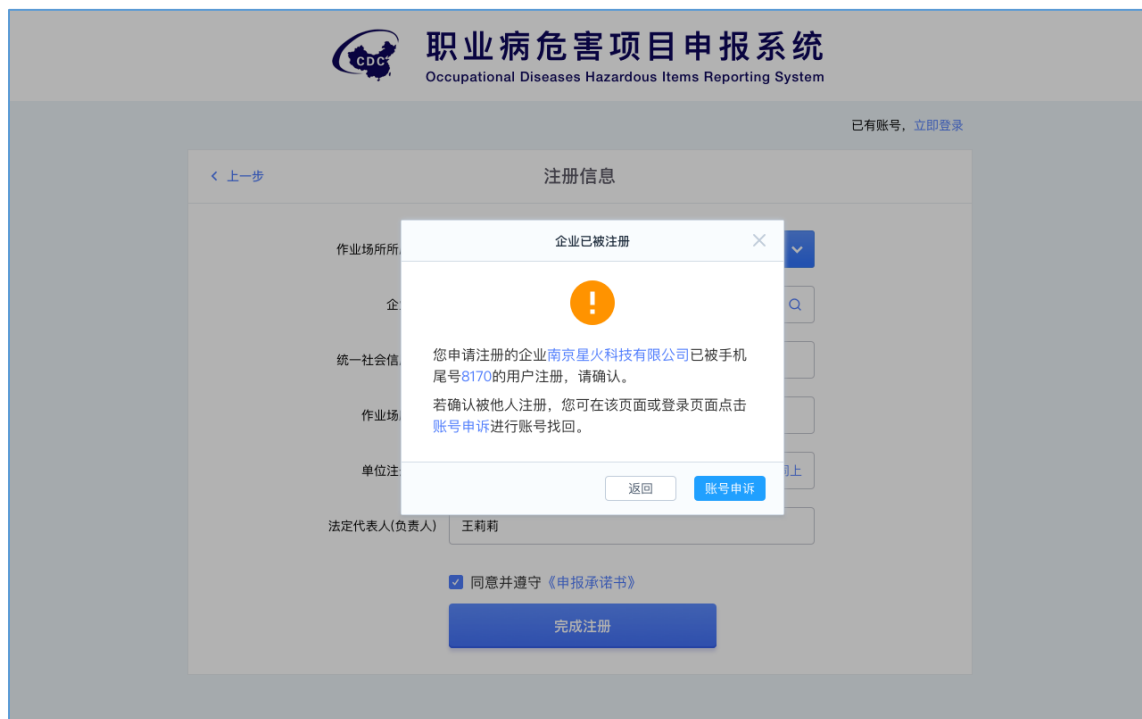 CDC
职业病危害项目申报系统
Occupational Diseases Hazardous Items Reporting System
已有账号，立即登录
上一步
注册信息
作业场所所
企业已被注册
企
您申请注册的企业南京星火科技有限公司已被手机
尾号8170的用户注册，请确认。
统一社会信
若确认被他人注册，您可在该页面或登录页面点击
账号申诉进行账号找回。
作业场
单位注
同上
返回
账号申诉
法定代表人(负责人)
王莉莉
同意并遵守《申报承诺书》
完成注册